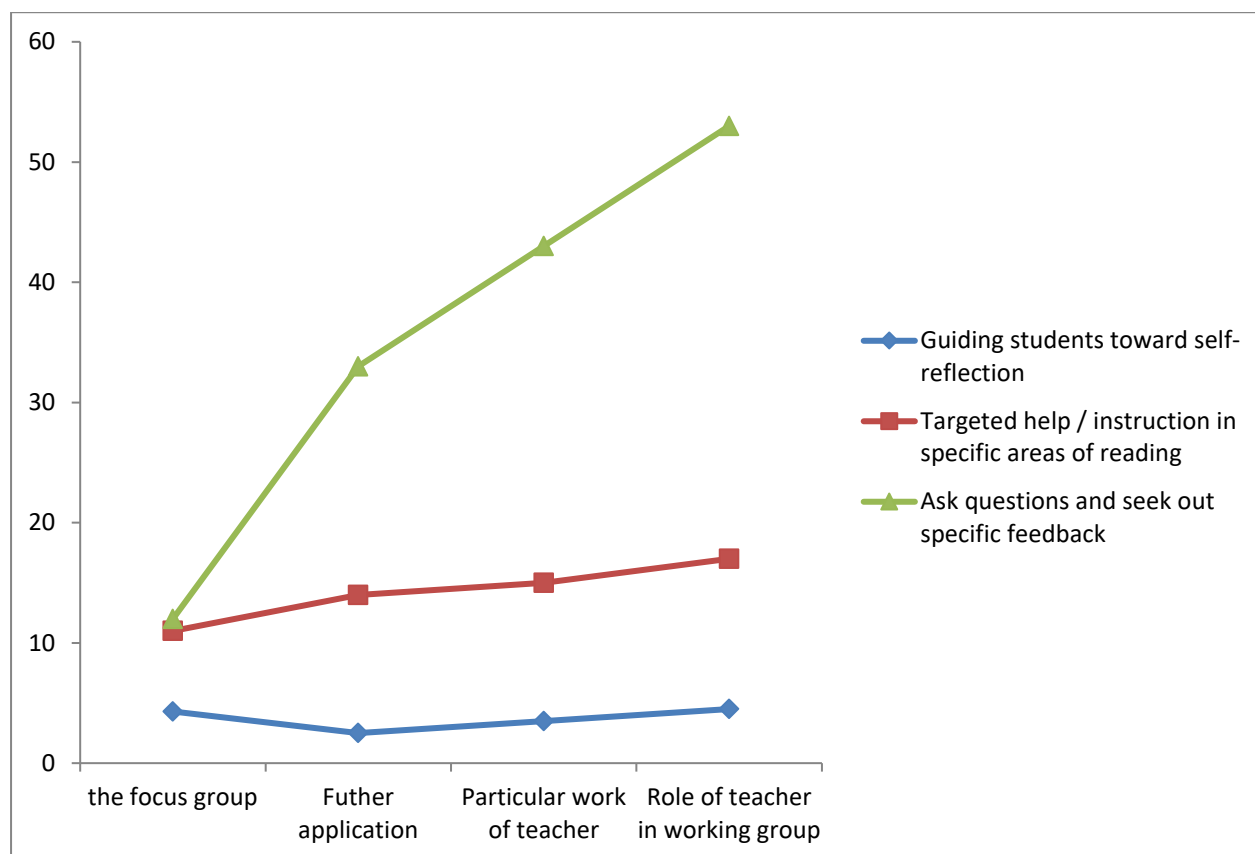 60
50
40
30
20
10
0
the focus group
Futher
application
Particular work
of teacher
Role of teacher
in working group
Guiding students toward self-
reflection
Targeted help / instruction in
specific areas of reading
Ask questions and seek out
specific feedback